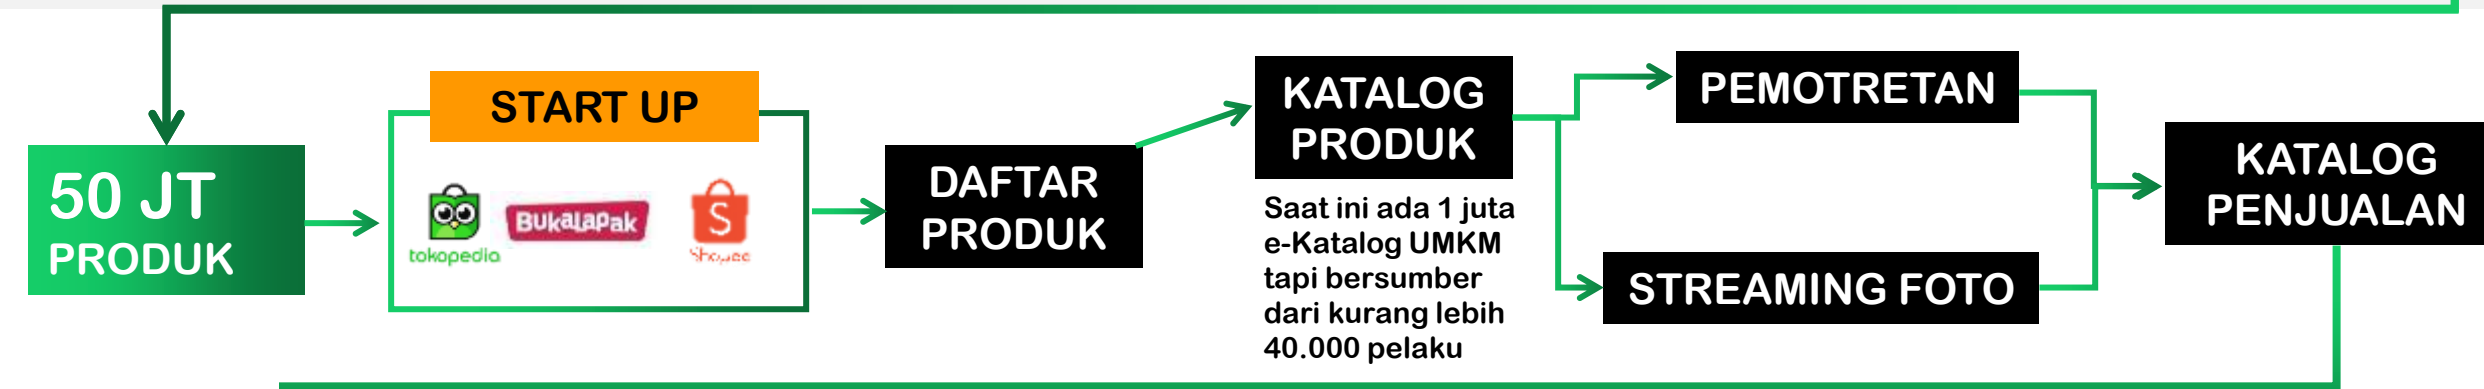 50 JT
PRODUK
START UP
tokopedia
BukaLapak
Shopee
DAFTAR
PRODUK
KATALOG
PRODUK
Saat ini ada 1 juta
e-Katalog UMKM
tapi bersumber
dari kurang lebih
40.000 pelaku
PEMOTRETAN
STREAMING FOTO
KATALOG
PENJUALAN